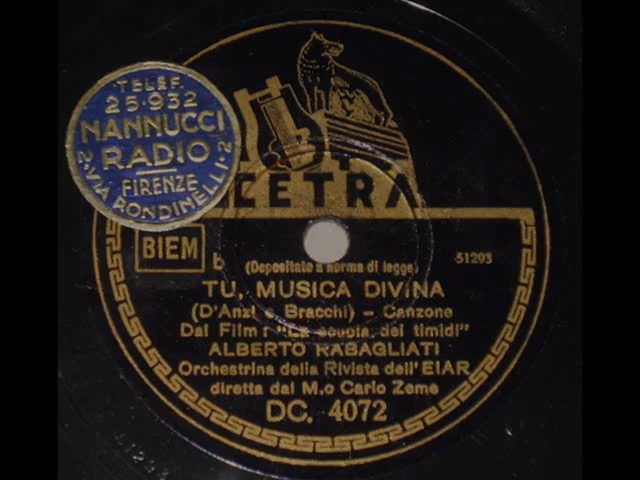 TELEF.
25·932
NANNUCCI
RADIO
FIRENZE
2·VIA RONDINELLI·2
CETRA
BIEM
(Depositato a norma di legge)
51293
TU, MUSICA DIVINA
(D'Anzi e Bracchi) – Canzone
Dal Film: "La scuola dei timidi"
ALBERTO RABAGLIATI
Orchestrina della Rivista dell'EIAR
diretta dal M.o Carlo Zeme
DC. 4072